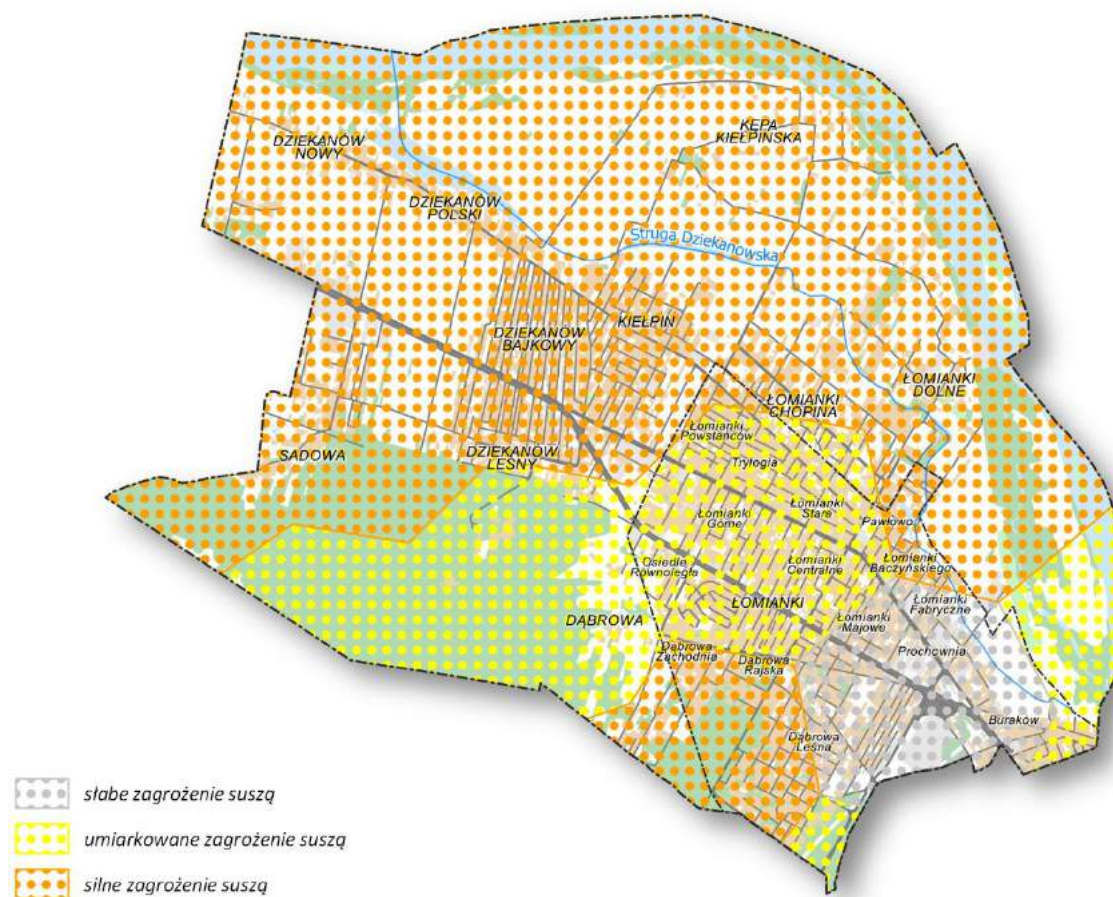 KĘPA
KIEŁPIŃSKA
DZIEKANÓW
NOWY
DZIEKANÓW
POLSKI
Struga Dziekanowska
KIEŁPIN
DZIEKANÓW
BAJKOWY
ŁOMIANKI
DOLNE
ŁOMIANKI
CHOPINA
Łomianki
Powstańców
SADOWA
DZIEKANÓW
LEŚNY
Trylogia
Łomianki
Górne
Łomianki
Stare
Pawłowo
Osiedle
Równoległa
Łomianki
Centralne
Łomianki
Baczyńskiego
ŁOMIANKI
Łomianki
Fabryczne
DĄBROWA
Łomianki
Majowe
Dąbrowa
Zachodnia
Dąbrowa
Rajska
Prochownia
Buraków
Dąbrowa
Leśna
słabe zagrożenie suszą
umiarkowane zagrożenie suszą
silne zagrożenie suszą